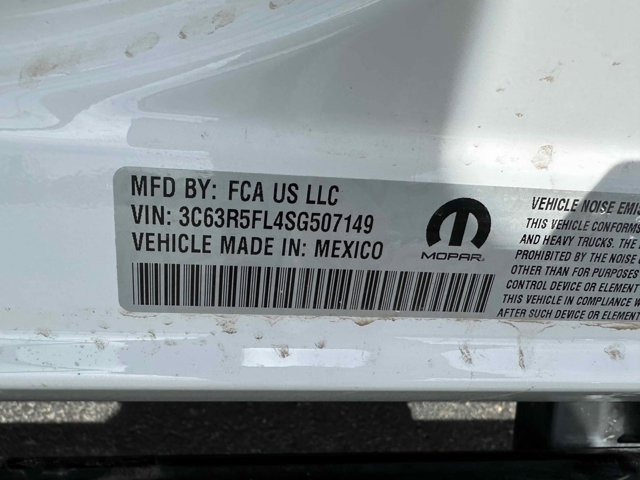 MFD BY: FCA US LLC
VIN: 3C63R5FL4SG507149
VEHICLE MADE IN: MEXICO
MOPAR
VEHICLE NOISE EMIS
THIS VEHICLE CONFORMS
AND HEAVY TRUCKS. THE
PROHIBITED BY THE NOISE
OTHER THAN FOR PURPOSES
CONTROL DEVICE OR ELEMENT
THIS VEHICLE IN COMPLIANCE W
AFTER SUCH DEVICE OR ELEMENT